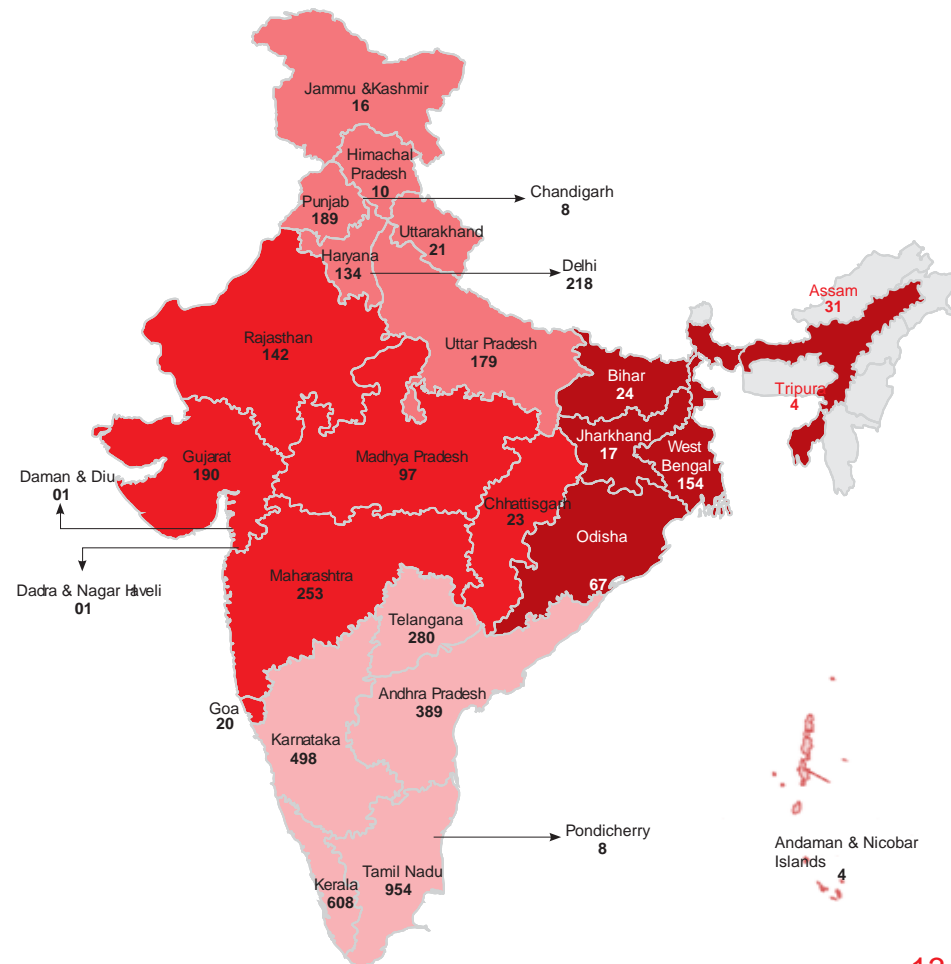 Jammu &Kashmir
16
Himachal
Pradesh
10
Chandigarh
8
Punjab
189
Uttarakhand
21
Haryana
134
Delhi
218
Assam
31
Rajasthan
142
Uttar Pradesh
179
Bihar
24
Tripura
4
Jharkhand
17
West
Bengal
154
Gujarat
190
Madhya Pradesh
97
Daman & Diu
01
Chhattisgarh
23
Odisha
67
Dadra & Nagar Haveli
01
Maharashtra
253
Telangana
280
Andhra Pradesh
389
Goa
20
Karnataka
498
Pondicherry
8
Andaman & Nicobar
Islands
4
Tamil Nadu
954
Kerala
608